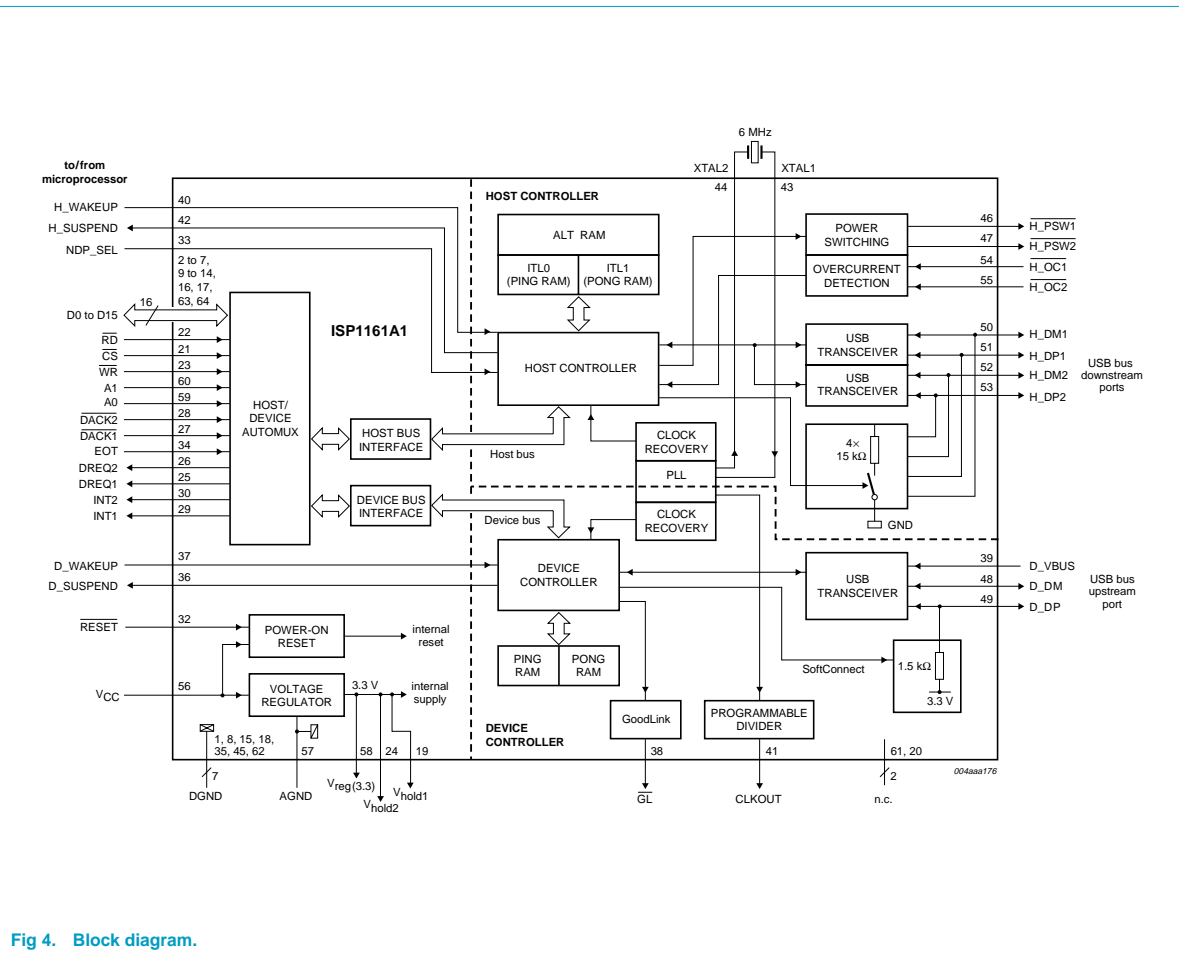 6 MHz
to/from
microprocessor
XTAL2
XTAL1
44
43
H_WAKEUP
40
H_SUSPEND
42
NDP_SEL
33
2 to 7,
9 to 14,
16, 17,
63, 64
D0 to D15
16
RD
22
CS
21
WR
23
A1
60
A0
59
DACK2
28
DACK1
27
EOT
34
DREQ2
26
DREQ1
25
INT2
30
INT1
29
HOST/
DEVICE
AUTOMUX
ISP1161A1
HOST BUS
INTERFACE
DEVICE BUS
INTERFACE
Host bus
Device bus
HOST CONTROLLER
ALT RAM
ITL0
(PING RAM)
ITL1
(PONG RAM)
HOST CONTROLLER
CLOCK
RECOVERY
PLL
CLOCK
RECOVERY
POWER
SWITCHING
OVERCURRENT
DETECTION
46
H_PSW1
47
H_PSW2
54
H_OC1
55
H_OC2
USB
TRANSCEIVER
USB
TRANSCEIVER
50
H_DM1
51
H_DP1
52
H_DM2
53
H_DP2
USB bus
downstream
ports
4×
15 kΩ
GND
D_WAKEUP
37
D_SUSPEND
36
DEVICE
CONTROLLER
PING
RAM
PONG
RAM
USB
TRANSCEIVER
39
D_VBUS
48
D_DM
49
D_DP
USB bus
upstream
port
SoftConnect
1.5 kΩ
3.3 V
RESET
32
POWER-ON
RESET
internal
reset
VCC
56
VOLTAGE
REGULATOR
3.3 V
internal
supply
GoodLink
PROGRAMMABLE
DIVIDER
DEVICE
CONTROLLER
1, 8, 15, 18,
35, 45, 62
57
58
24
19
38
41
61, 20
004aaa176
7
DGND
AGND
Vreg(3.3)
Vhold2
Vhold1
GL
CLKOUT
2
n.c.
Fig 4. Block diagram.